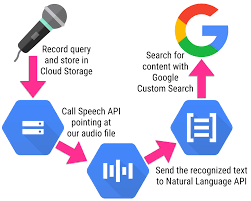 Record query
and store in
Cloud Storage
Search for
content with
Google
Custom Search
Call Speech API
pointing at
our audio file
Send the recognized text
to Natural Language API